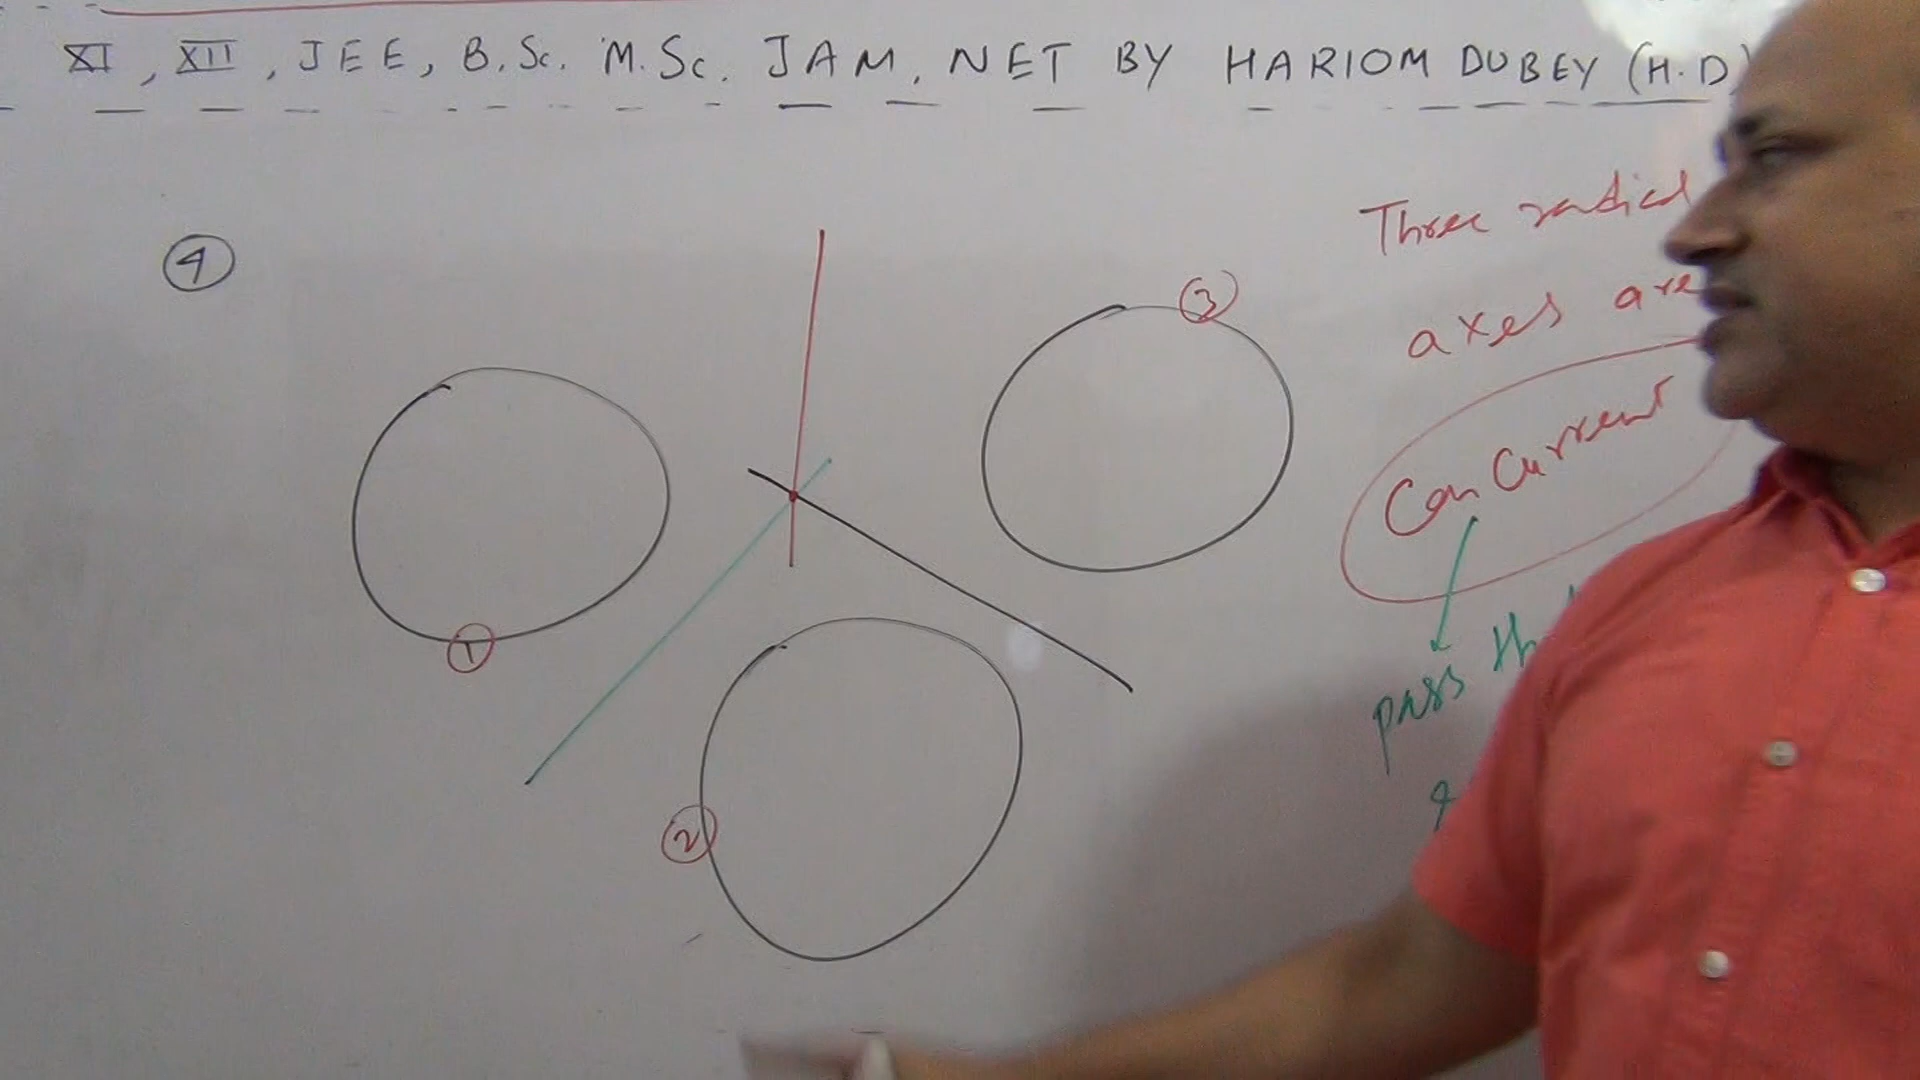 XI, XII, JEE, B.Sc. M.Sc. JAM, NET BY HARIOM DUBEY (H.D)
4
Three radical
axes are
Concurrent
pass
1
2
3